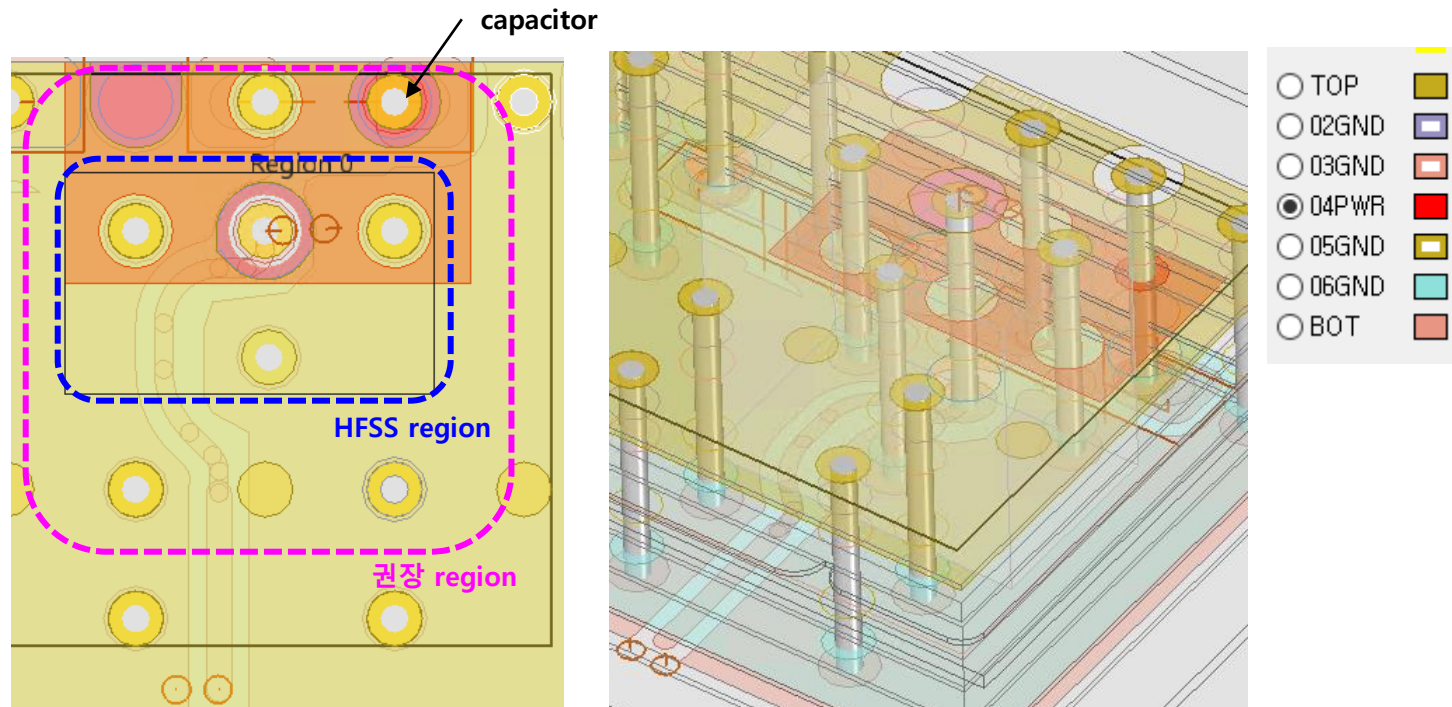 capacitor
Region 0
HFSS region
권장 region
TOP
02GND
03GND
04PWR
05GND
06GND
BOT